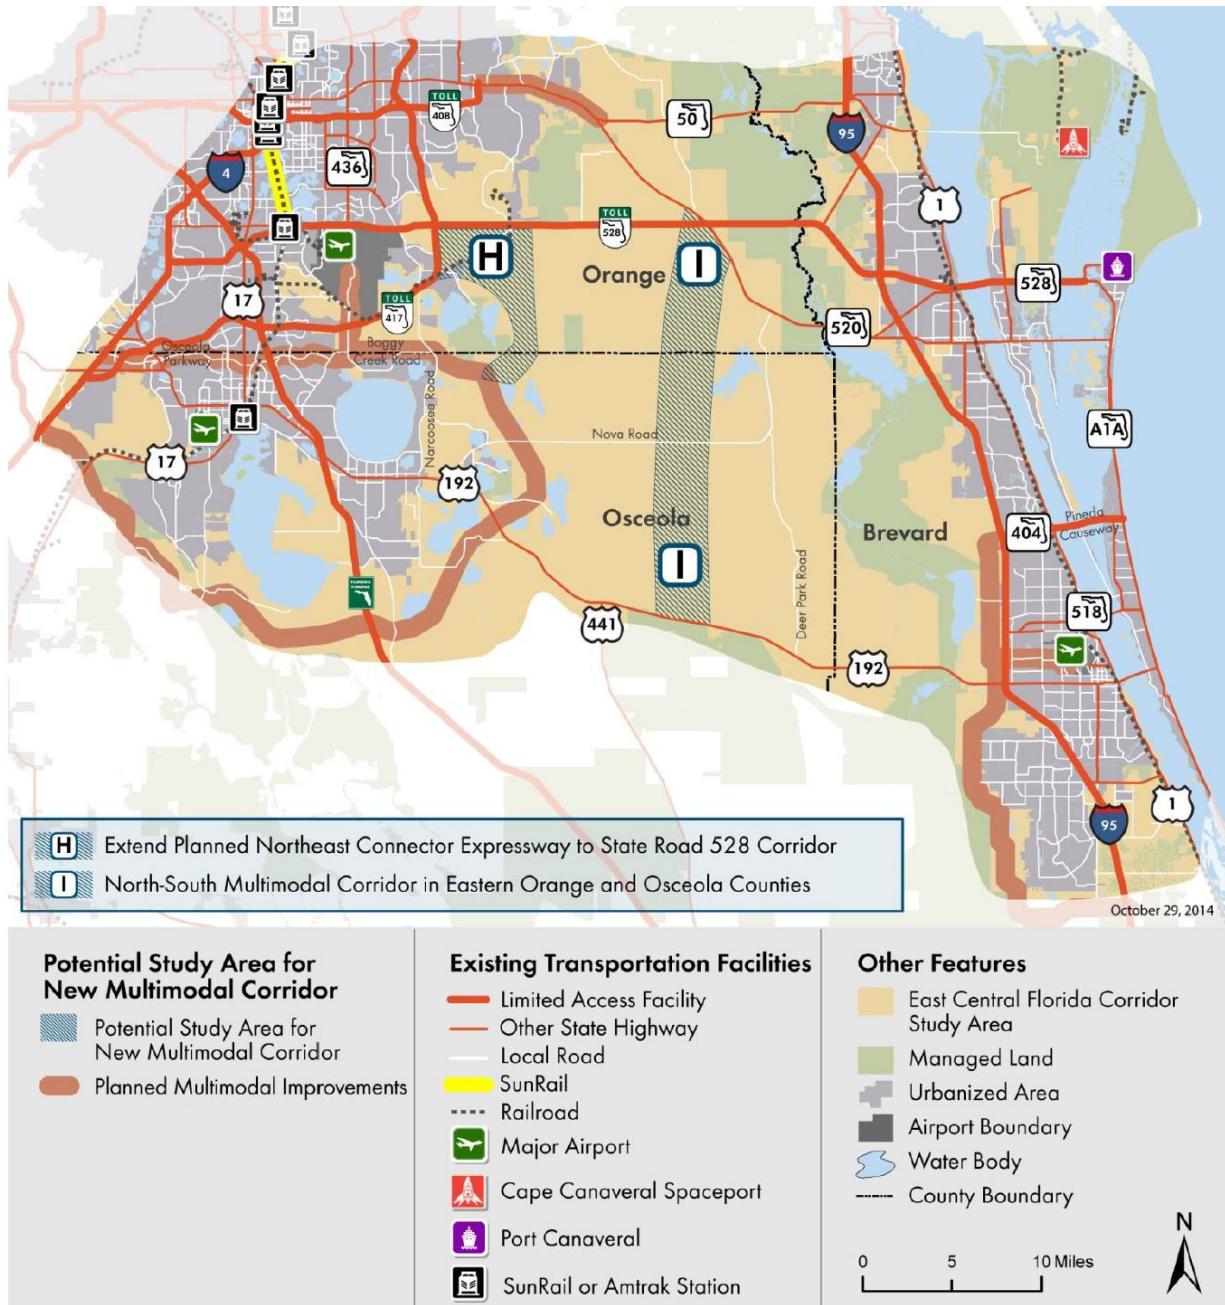 TOLL
408
50
95
4
436
1
TOLL
528
H
I
Orange
528
17
TOLL
417
520
Osceola
Parkway
Boggy
Creek Road
Narcoossee Road
A1A
Nova Road
17
192
Osceola
Brevard
404
Pineda
Causeway
I
Deer Park Road
518
441
192
1
95
H Extend Planned Northeast Connector Expressway to State Road 528 Corridor
I North-South Multimodal Corridor in Eastern Orange and Osceola Counties
October 29, 2014
Potential Study Area for
New Multimodal Corridor
Potential Study Area for
New Multimodal Corridor
Planned Multimodal Improvements
Existing Transportation Facilities
Limited Access Facility
Other State Highway
Local Road
SunRail
Railroad
Major Airport
Cape Canaveral Spaceport
Port Canaveral
SunRail or Amtrak Station
Other Features
East Central Florida Corridor
Study Area
Managed Land
Urbanized Area
Airport Boundary
Water Body
County Boundary
N
0 5 10 Miles